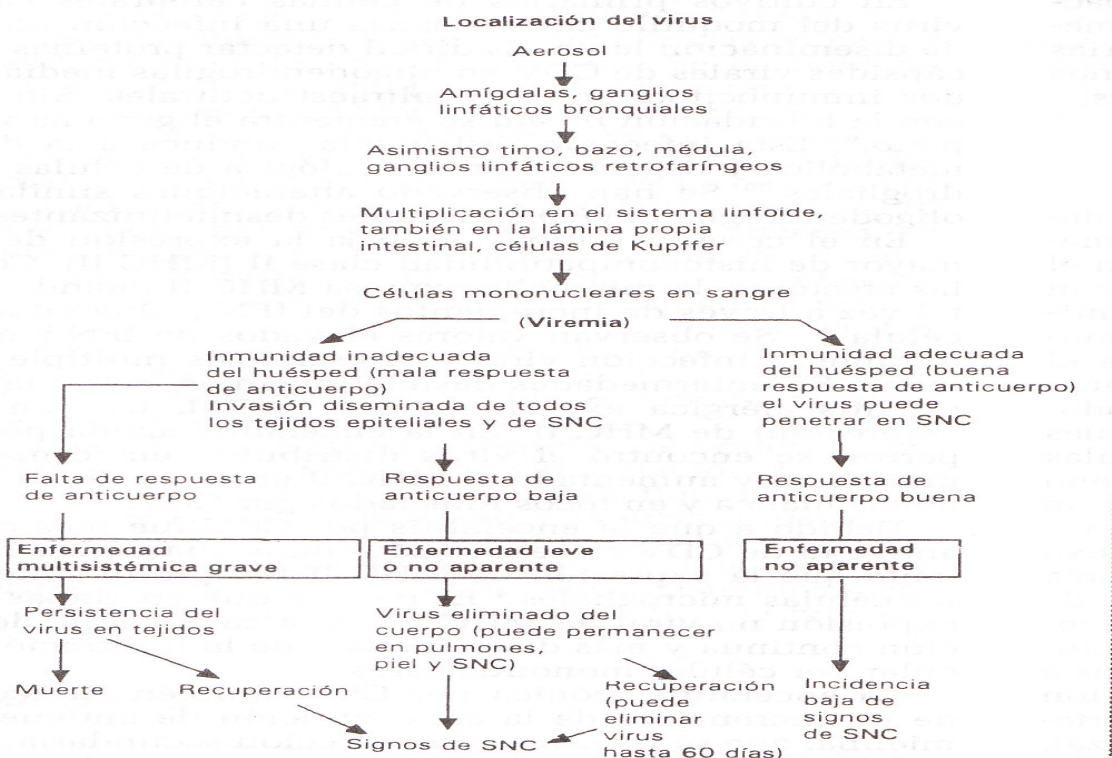 Localización del virus
Aerosol
Amígdalas, ganglios
linfáticos bronquiales
Asimismo timo, bazo, médula,
ganglios linfáticos retrofaríngeos
Multiplicación en el sistema linfoide,
también en la lámina propia
intestinal, células de Kupffer
Células mononucleares en sangre
(Viremia)
Inmunidad inadecuada
del huésped (mala respuesta
de anticuerpo)
Invasión diseminada de todos
los tejidos epiteliales y de SNC
Inmunidad adecuada
del huésped (buena
respuesta de anticuerpo)
el virus puede
penetrar en SNC
Falta de respuesta
de anticuerpo
Respuesta de
anticuerpo baja
Respuesta de
anticuerpo buena
Enfermedad
multisistémica grave
Enfermedad leve
o no aparente
Enfermedad
no aparente
Persistencia del
virus en tejidos
Virus eliminado del
cuerpo (puede permanecer
en pulmones,
piel y SNC)
Muerte
Recuperación
Recuperación
(puede
eliminar
virus
hasta 60 días)
Incidencia
baja de
signos
de SNC
Signos de SNC